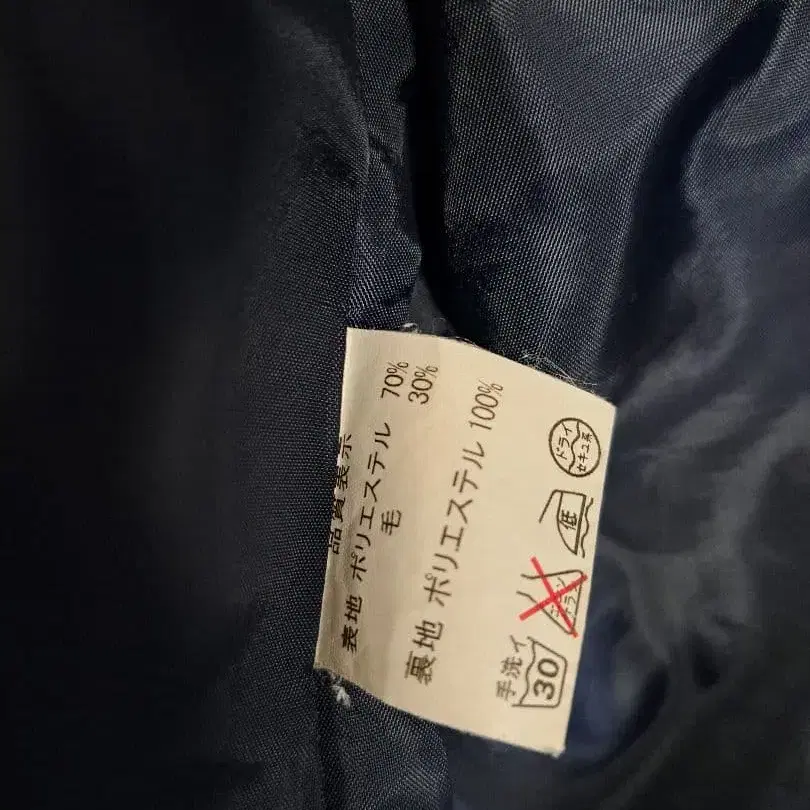 品質表示
表地 ポリエステル 70%
毛 30%
裏地 ポリエステル 100%
手洗イ
30
エンソ
サラシ
低
ドライ
セキユ系